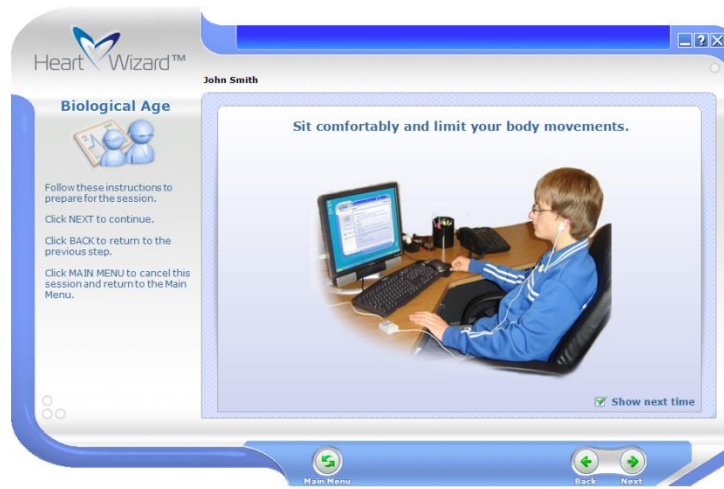 Heart Wizard™
John Smith
Biological Age
Follow these instructions to
prepare for the session.
Click NEXT to continue.
Click BACK to return to the
previous step.
Click MAIN MENU to cancel this
session and return to the Main
Menu.
Sit comfortably and limit your body movements.
Show next time
Main Menu
Back
Next